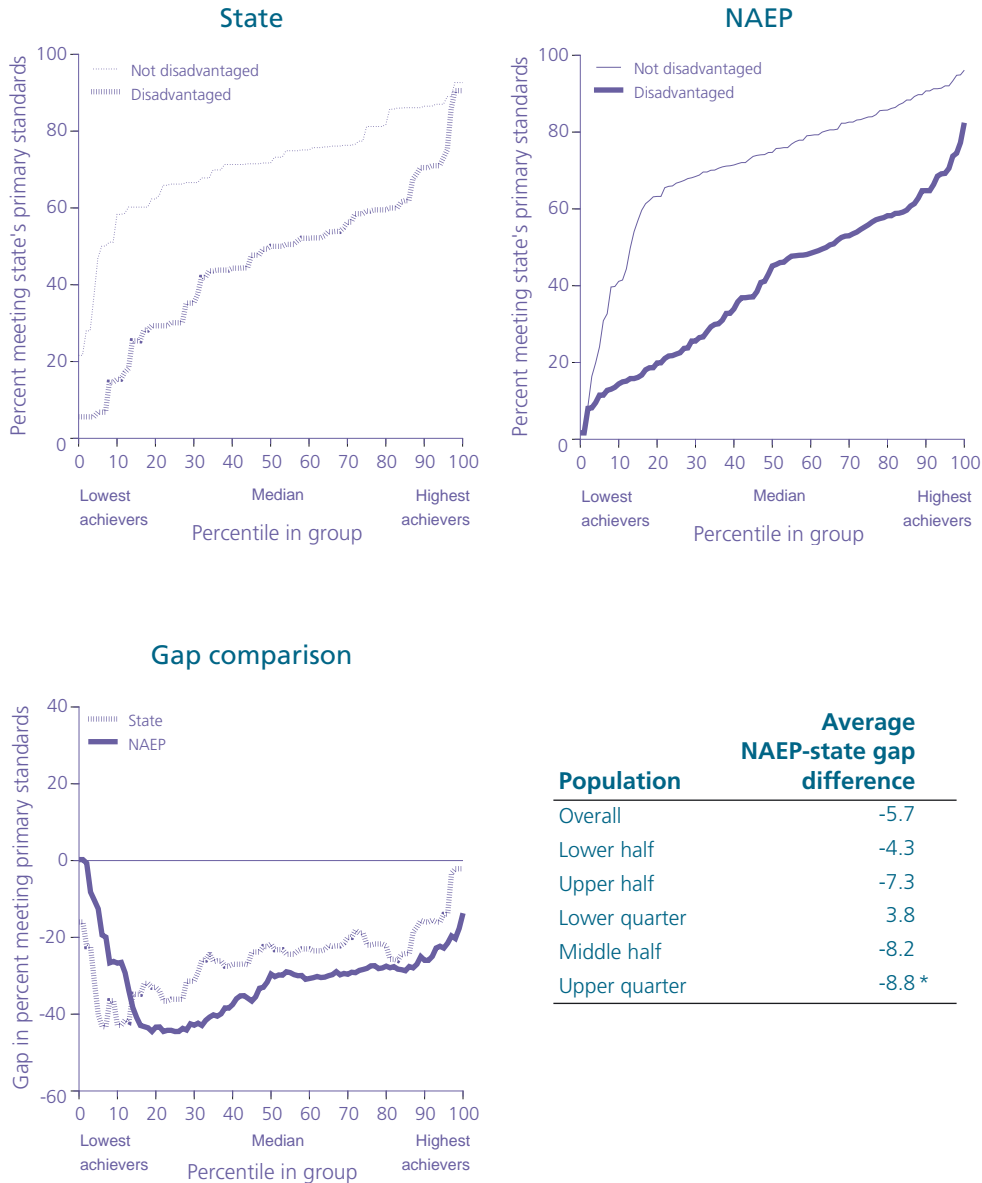 State
Percent meeting state's primary standards
Not disadvantaged
Disadvantaged
100
80
60
40
20
0
0 10 20 30 40 50 60 70 80 90 100
Lowest achievers
Median
Highest achievers
Percentile in group
NAEP
Percent meeting state's primary standards
Not disadvantaged
Disadvantaged
100
80
60
40
20
0
0 10 20 30 40 50 60 70 80 90 100
Lowest achievers
Median
Highest achievers
Percentile in group
Gap comparison
Gap in percent meeting primary standards
State
NAEP
40
20
0
-20
-40
-60
0 10 20 30 40 50 60 70 80 90 100
Lowest achievers
Median
Highest achievers
Percentile in group
Average
NAEP-state gap
Population difference
Overall -5.7
Lower half -4.3
Upper half -7.3
Lower quarter 3.8
Middle half -8.2
Upper quarter -8.8 *